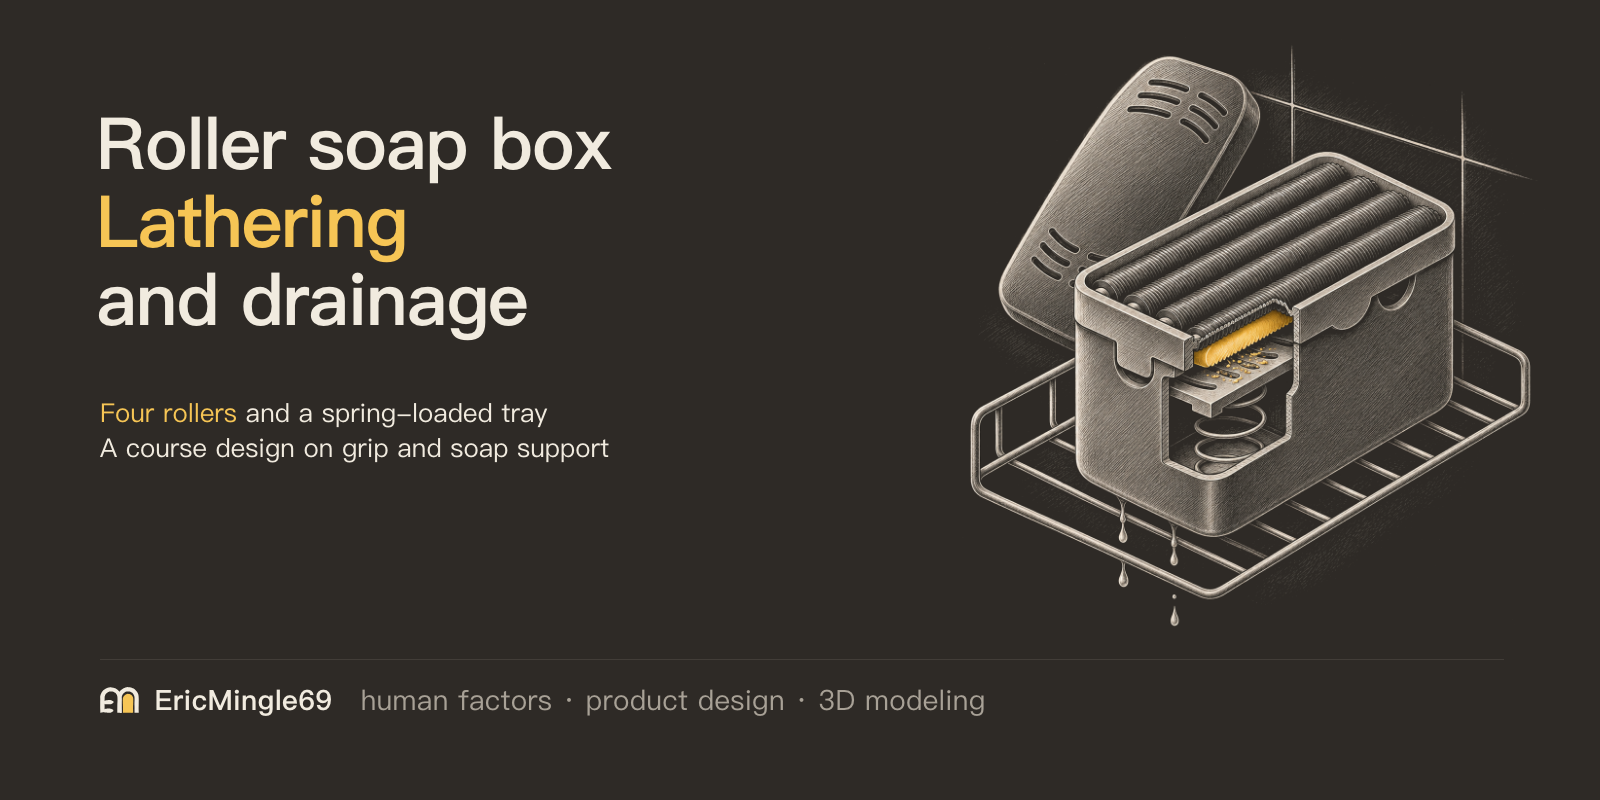 Roller soap box
Lathering
and drainage
Four rollers and a spring–loaded tray
A course design on grip and soap support
EricMingle69 human factors · product design · 3D modeling